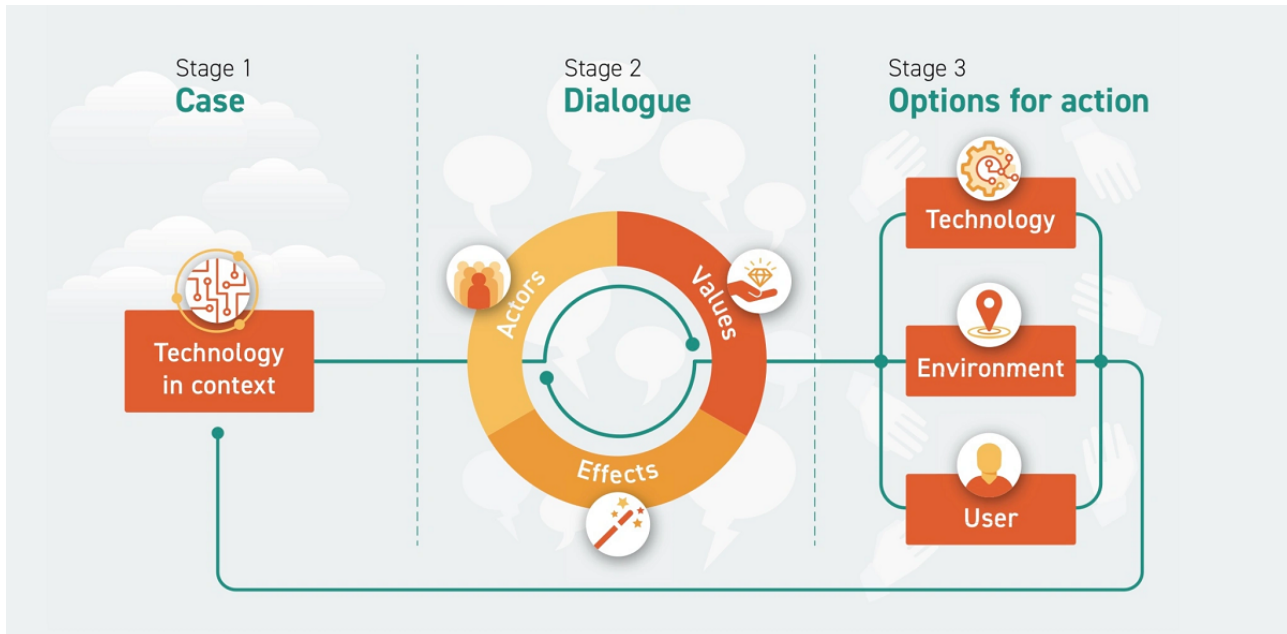 Stage 1
Case
Stage 2
Dialogue
Stage 3
Options for action
Technology
in context
Actors
Values
Effects
Technology
Environment
User